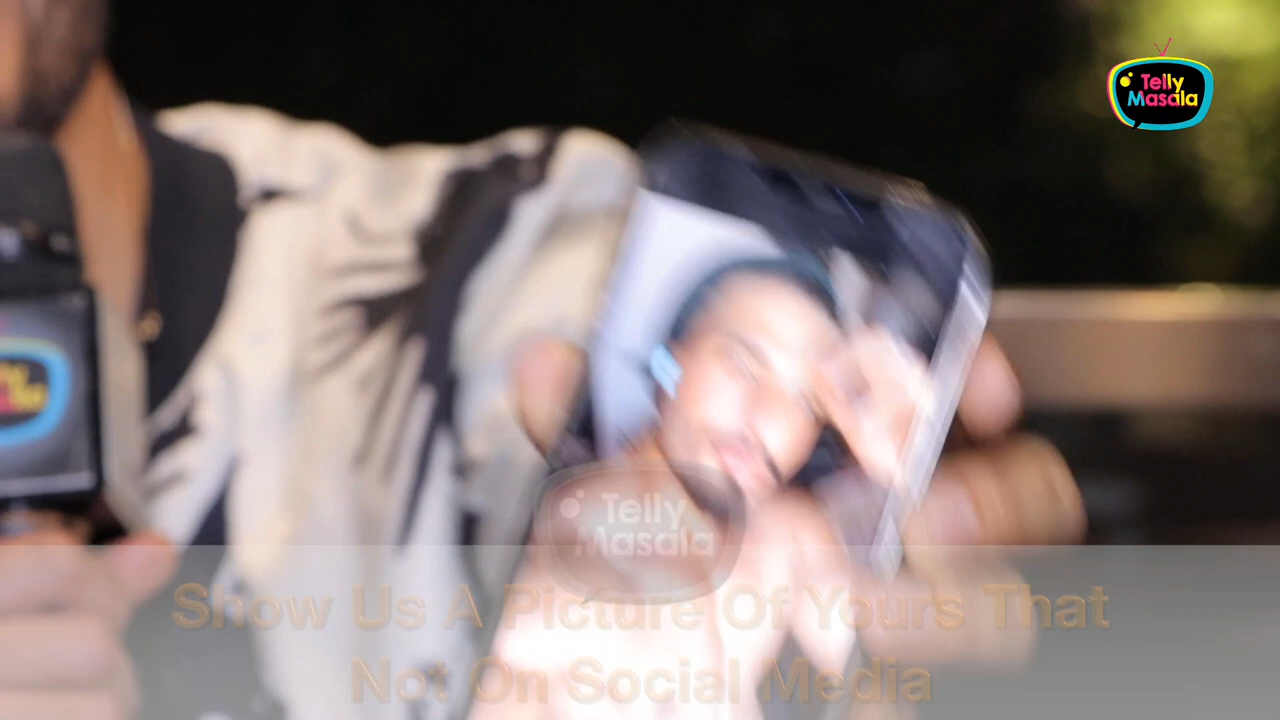 Telly
Masala
Telly
Masala
Show Us A Picture Of Yours That
Not On Social Media